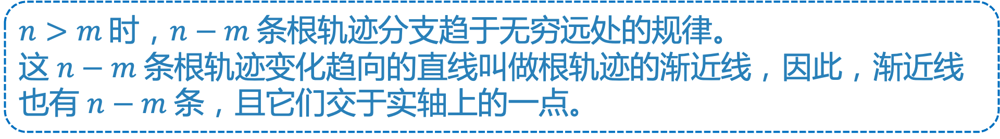 n > m 时，n − m 条根轨迹分支趋于无穷远处的规律。
这 n − m 条根轨迹变化趋向的直线叫做根轨迹的渐近线，因此，渐近线
也有 n − m 条，且它们交于实轴上的一点。